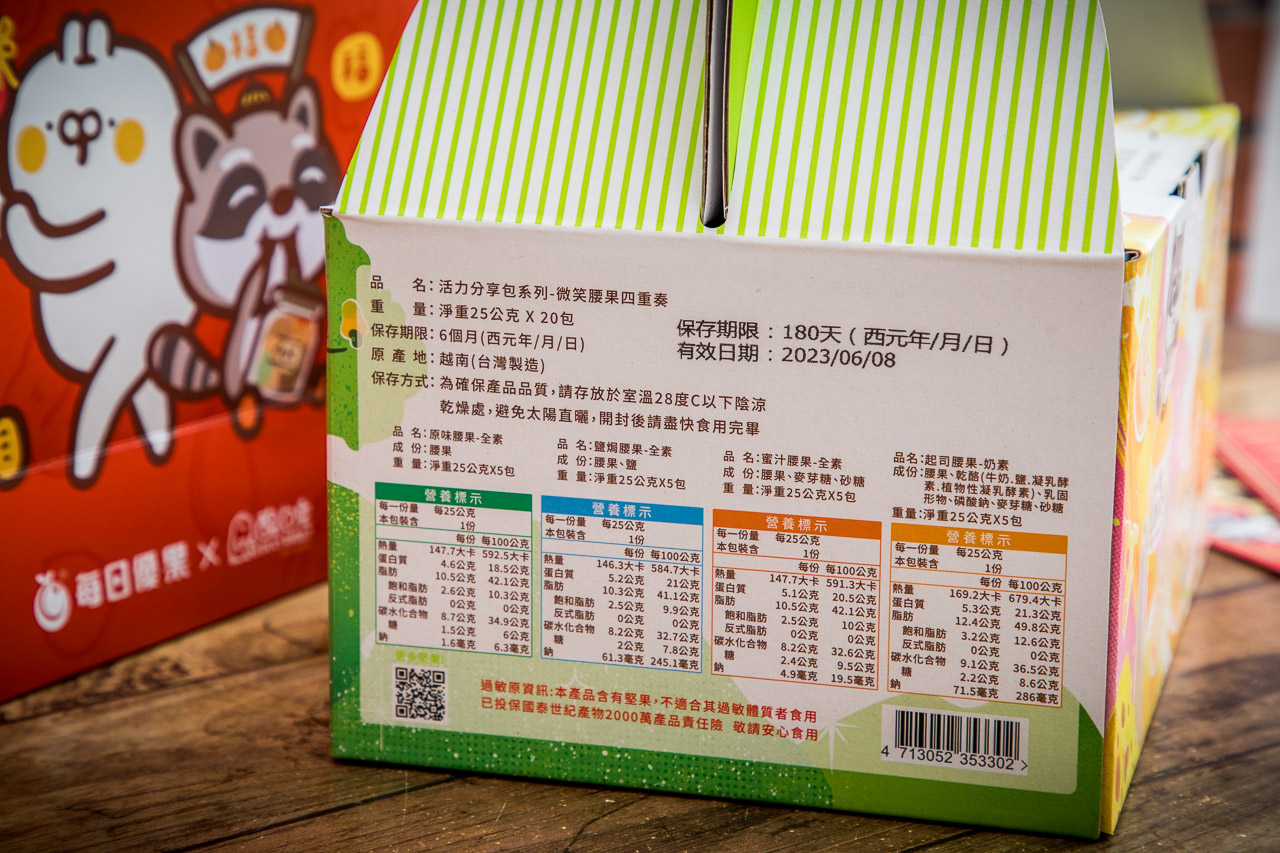 福
福
每日優果 X
品 名:活力分享包系列-微笑腰果四重奏
重 量:淨重25公克 X 20包
保存期限:6個月(西元年/月/日)
原 產 地:越南(台灣製造)
保存方式:為確保產品品質,請存放於室溫28度C以下陰涼
乾燥處,避免太陽直曬,開封後請盡快食用完畢
保存期限：180天（西元年/月/日）
有效日期：2023/06/08
品 名:原味腰果-全素
成 份:腰果
重 量:淨重25公克X5包
營養標示
每一份量 每25公克
本包裝含 1份
每份 每100公克
熱量 147.7大卡 592.5大卡
蛋白質 4.6公克 18.5公克
脂肪 10.5公克 42.1公克
飽和脂肪 2.6公克 10.3公克
反式脂肪 0公克 0公克
碳水化合物 8.7公克 34.9公克
糖 1.5公克 6公克
鈉 1.6毫克 6.3毫克
品 名:鹽焗腰果-全素
成 份:腰果、鹽
重 量:淨重25公克X5包
營養標示
每一份量 每25公克
本包裝含 1份
每份 每100公克
熱量 146.3大卡 584.7大卡
蛋白質 5.2公克 21公克
脂肪 10.3公克 41.1公克
飽和脂肪 2.5公克 9.9公克
反式脂肪 0公克 0公克
碳水化合物 8.2公克 32.7公克
糖 2公克 7.8公克
鈉 61.3毫克 245.1毫克
品 名:蜜汁腰果-全素
成 份:腰果、麥芽糖、砂糖
重 量:淨重25公克X5包
營養標示
每一份量 每25公克
本包裝含 1份
每份 每100公克
熱量 147.7大卡 591.3大卡
蛋白質 5.1公克 20.5公克
脂肪 10.5公克 42.1公克
飽和脂肪 2.5公克 10公克
反式脂肪 0公克 0公克
碳水化合物 8.2公克 32.6公克
糖 2.4公克 9.5公克
鈉 4.9毫克 19.5毫克
品名:起司腰果-奶素
成份:腰果、乾酪(牛奶.鹽.凝乳酵
素.植物性凝乳酵素)、乳固
形物、磷酸鈉、麥芽糖、砂糖
重量:淨重25公克X5包
營養標示
每一份量 每25公克
本包裝含 1份
每份 每100公克
熱量 169.2大卡 679.4大卡
蛋白質 5.3公克 21.3公克
脂肪 12.4公克 49.8公克
飽和脂肪 3.2公克 12.6公克
反式脂肪 0公克 0公克
碳水化合物 9.1公克 36.5公克
糖 2.2公克 8.6公克
鈉 71.5毫克 286毫克
過敏原資訊:本產品含有堅果,不適合其過敏體質者食用
已投保國泰世紀產物2000萬產品責任險 敬請安心食用
4 713052 353302 >